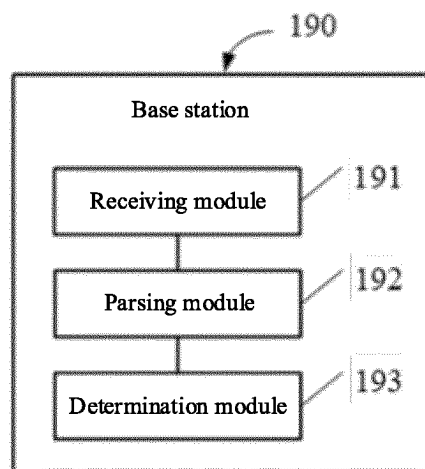 190
Base station
Receiving module
191
Parsing module
192
Determination module
193